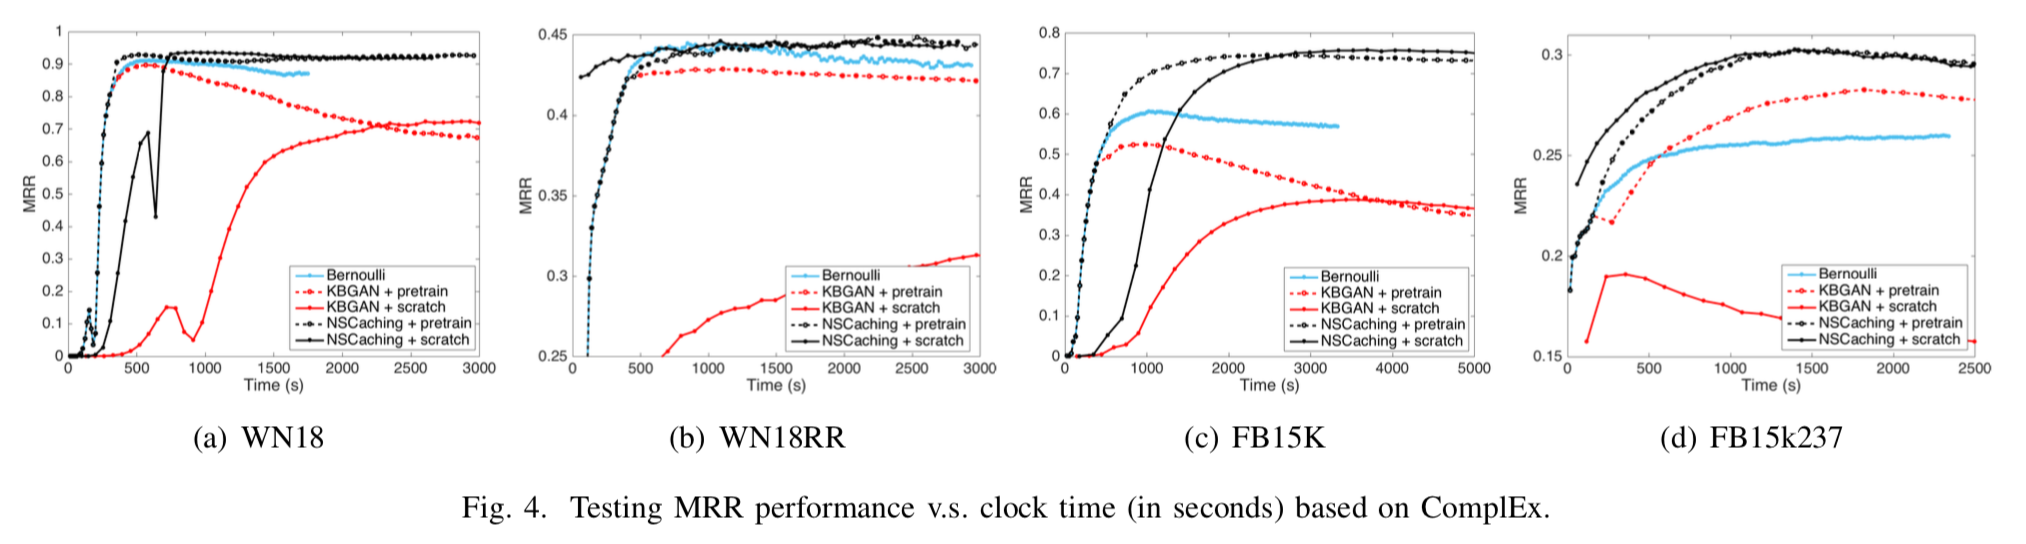 1
0.9
0.8
0.7
0.6
0.5
0.4
0.3
0.2
0.1
0
MRR
0 500 1000 1500 2000 2500 3000
Time (s)
Bernoulli
KBGAN + pretrain
KBGAN + scratch
NSCaching + pretrain
NSCaching + scratch
(a) WN18
0.45
0.4
0.35
0.3
0.25
MRR
0 500 1000 1500 2000 2500 3000
Time (s)
Bernoulli
KBGAN + pretrain
KBGAN + scratch
NSCaching + pretrain
NSCaching + scratch
(b) WN18RR
0.8
0.7
0.6
0.5
0.4
0.3
0.2
0.1
0
MRR
0 1000 2000 3000 4000 5000
Time (s)
Bernoulli
KBGAN + pretrain
KBGAN + scratch
NSCaching + pretrain
NSCaching + scratch
(c) FB15K
0.3
0.25
0.2
0.15
MRR
0 500 1000 1500 2000 2500
Time (s)
Bernoulli
KBGAN + pretrain
KBGAN + scratch
NSCaching + pretrain
NSCaching + scratch
(d) FB15k237
Fig. 4. Testing MRR performance v.s. clock time (in seconds) based on ComplEx.